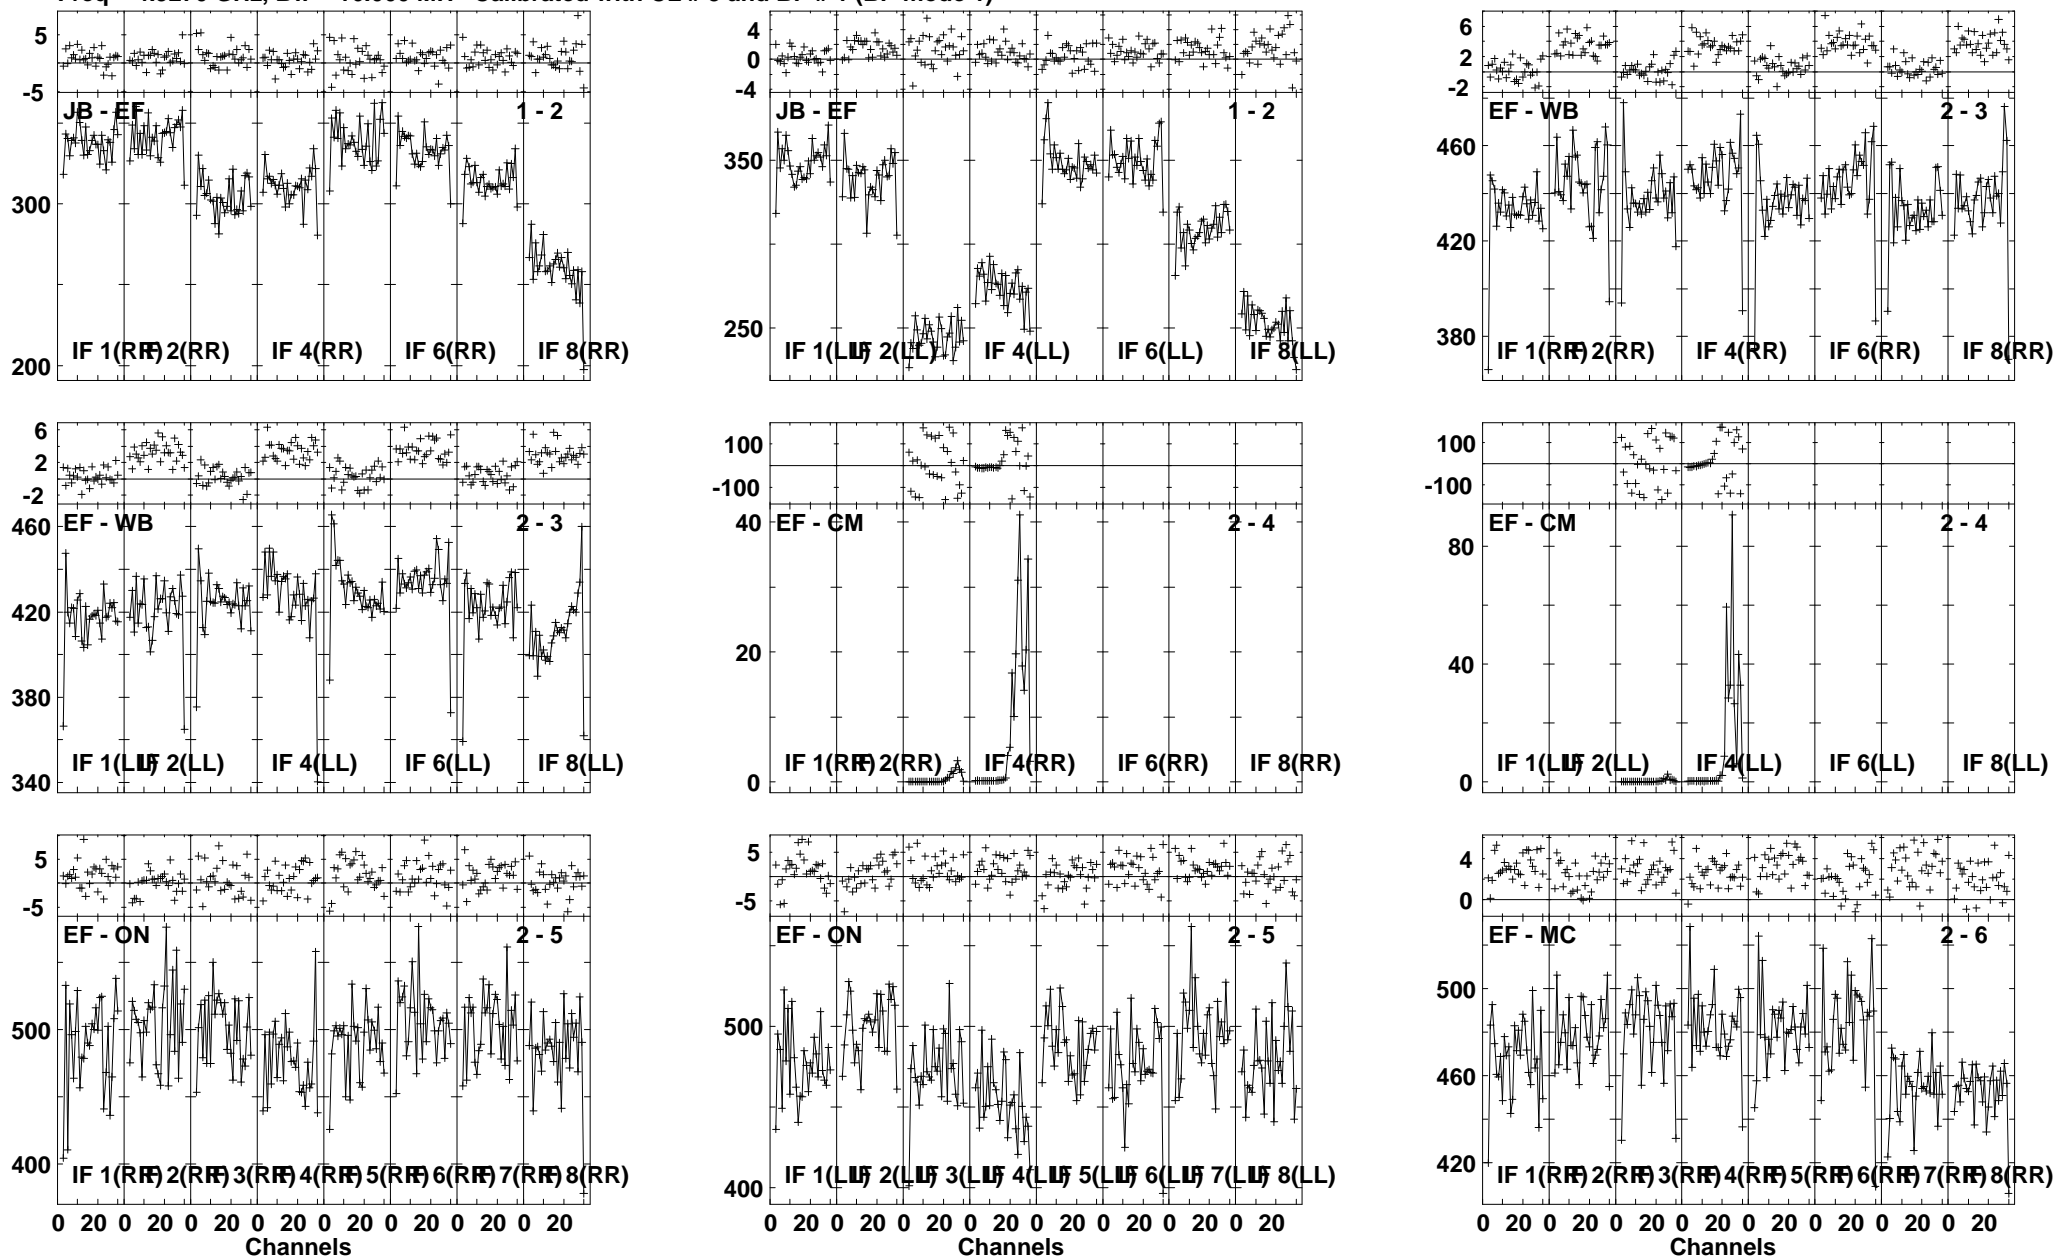 5
-5
JB - EF
1 - 2
300
200
IF 1(RR)
IF 2(RR)
IF 4(RR)
IF 6(RR)
IF 8(RR)
4
0
-4
JB - EF
1 - 2
350
250
IF 1(LL)
IF 2(LL)
IF 4(LL)
IF 6(LL)
IF 8(LL)
6
2
-2
EF - WB
2 - 3
460
420
380
IF 1(RR)
IF 2(RR)
IF 4(RR)
IF 6(RR)
IF 8(RR)
6
2
-2
EF - WB
2 - 3
460
420
380
340
IF 1(LL)
IF 2(LL)
IF 4(LL)
IF 6(LL)
IF 8(LL)
100
-100
EF - CM
2 - 4
40
20
0
IF 1(RR)
IF 2(RR)
IF 4(RR)
IF 6(RR)
IF 8(RR)
100
-100
EF - CM
2 - 4
80
40
0
IF 1(LL)
IF 2(LL)
IF 4(LL)
IF 6(LL)
IF 8(LL)
5
-5
EF - ON
2 - 5
500
400
IF 1(RR)
IF 2(RR)
IF 3(RR)
IF 4(RR)
IF 5(RR)
IF 6(RR)
IF 7(RR)
IF 8(RR)
0 20 0 20 0 20 0 20 0 20 0 20 0 20 0 20
Channels
5
-5
EF - ON
2 - 5
500
400
IF 1(LL)
IF 2(LL)
IF 3(LL)
IF 4(LL)
IF 5(LL)
IF 6(LL)
IF 7(LL)
IF 8(LL)
0 20 0 20 0 20 0 20 0 20 0 20 0 20 0 20
Channels
4
0
EF - MC
2 - 6
500
460
420
IF 1(RR)
IF 2(RR)
IF 3(RR)
IF 4(RR)
IF 5(RR)
IF 6(RR)
IF 7(RR)
IF 8(RR)
0 20 0 20 0 20 0 20 0 20 0 20 0 20 0 20
Channels